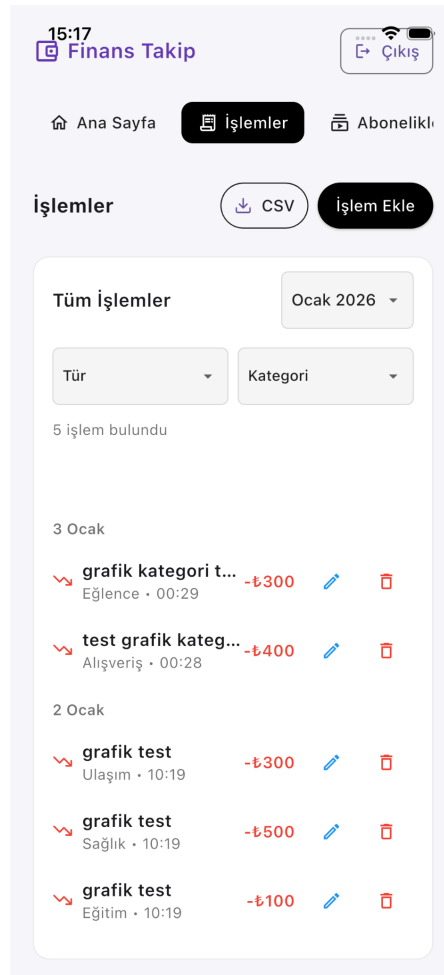 15:17
Finans Takip
Çıkış
Ana Sayfa
İşlemler
Abonelikl
İşlemler
CSV
İşlem Ekle
Tüm İşlemler
Ocak 2026
Tür
Kategori
5 işlem bulundu
3 Ocak
grafik kategori t...
-₺300
Eğlence • 00:29
test grafik kateg...
-₺400
Alışveriş • 00:28
2 Ocak
grafik test
-₺300
Ulaşım • 10:19
grafik test
-₺500
Sağlık • 10:19
grafik test
-₺100
Eğitim • 10:19